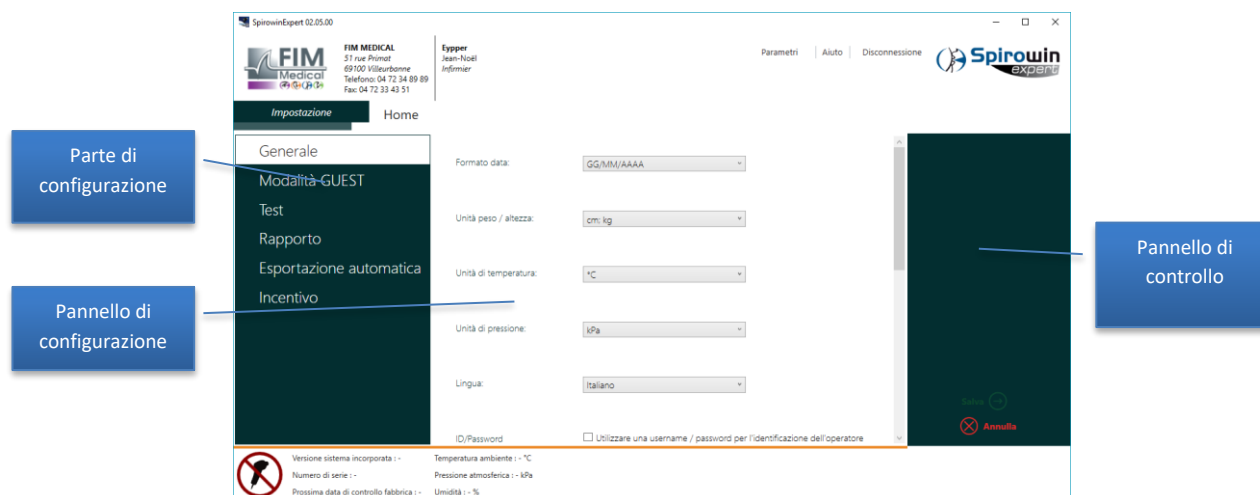 SpirowinExpert 02.05.00
FIM
Medical
FIM MEDICAL
51 rue Primat
69100 Villeurbanne
Telefono: 04 72 34 89 89
Fax: 04 72 33 43 51
Eypper
Jean-Noël
Infirmier
Parametri
Aiuto
Disconnessione
Spirowin
expert
Impostazione
Home
Parte di
configurazione
Pannello di
configurazione
Generale
Modalità GUEST
Test
Rapporto
Esportazione automatica
Incentivo
Formato data:
GG/MM/AAAA
Unità peso / altezza:
cm; kg
Unità di temperatura:
°C
Unità di pressione:
kPa
Lingua:
Italiano
ID/Password
Utilizzare una username / password per l'identificazione dell'operatore
Pannello di
controllo
Salva
Annulla
Versione sistema incorporata : -
Temperatura ambiente : - °C
Numero di serie : -
Pressione atmosferica : - kPa
Prossima data di controllo fabbrica : -
Umidità : - %